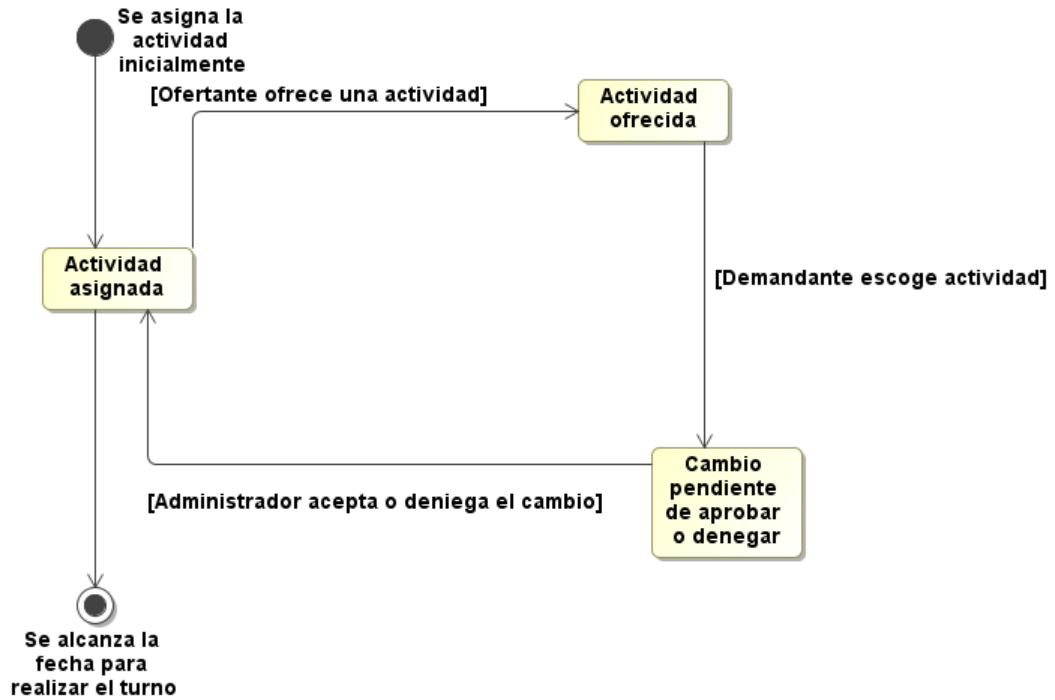 Se asigna la
actividad
inicialmente
[Ofertante ofrece una actividad]
Actividad
ofrecida
[Demandante escoge actividad]
Actividad
asignada
Cambio
pendiente
de aprobar
o denegar
[Administrador acepta o deniega el cambio]
Se alcanza la
fecha para
realizar el turno